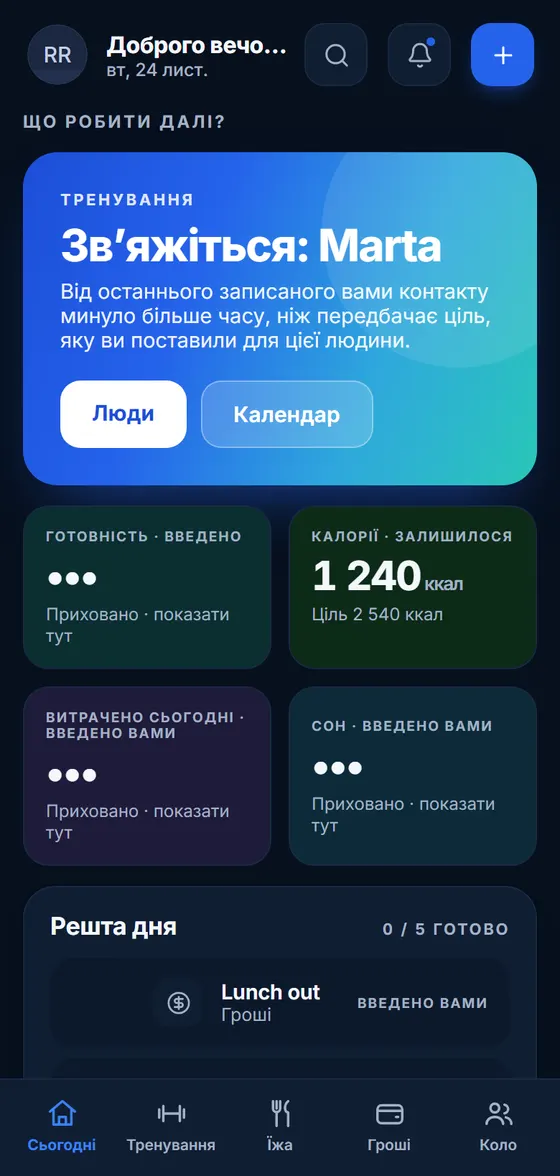 RR
Доброго вечо...
вт, 24 лист.
ЩО РОБИТИ ДАЛІ?
ТРЕНУВАННЯ
Зв’яжіться: Marta
Від останнього записаного вами контакту
минуло більше часу, ніж передбачає ціль,
яку ви поставили для цієї людини.
Люди
Календар
ГОТОВНІСТЬ · ВВЕДЕНО
●●●
Приховано · показати
тут
КАЛОРІЇ · ЗАЛИШИЛОСЯ
1 240 ккал
Ціль 2 540 ккал
ВИТРАЧЕНО СЬОГОДНІ ·
ВВЕДЕНО ВАМИ
●●●
Приховано · показати
тут
СОН · ВВЕДЕНО ВАМИ
●●●
Приховано · показати
тут
Решта дня
0 / 5 ГОТОВО
Lunch out
Гроші
ВВЕДЕНО ВАМИ
Сьогодні
Тренування
Їжа
Гроші
Коло